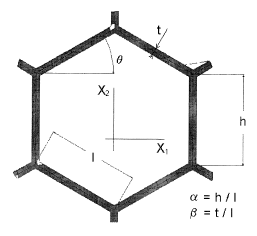 t
θ
X₂
h
l
X₁
α = h / l
β = t / l